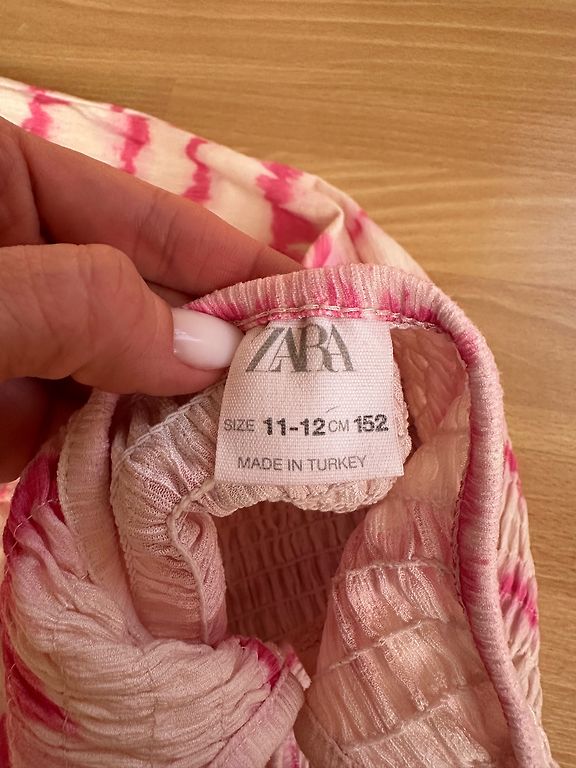 ZARA
SIZE 11-12 CM 152
MADE IN TURKEY